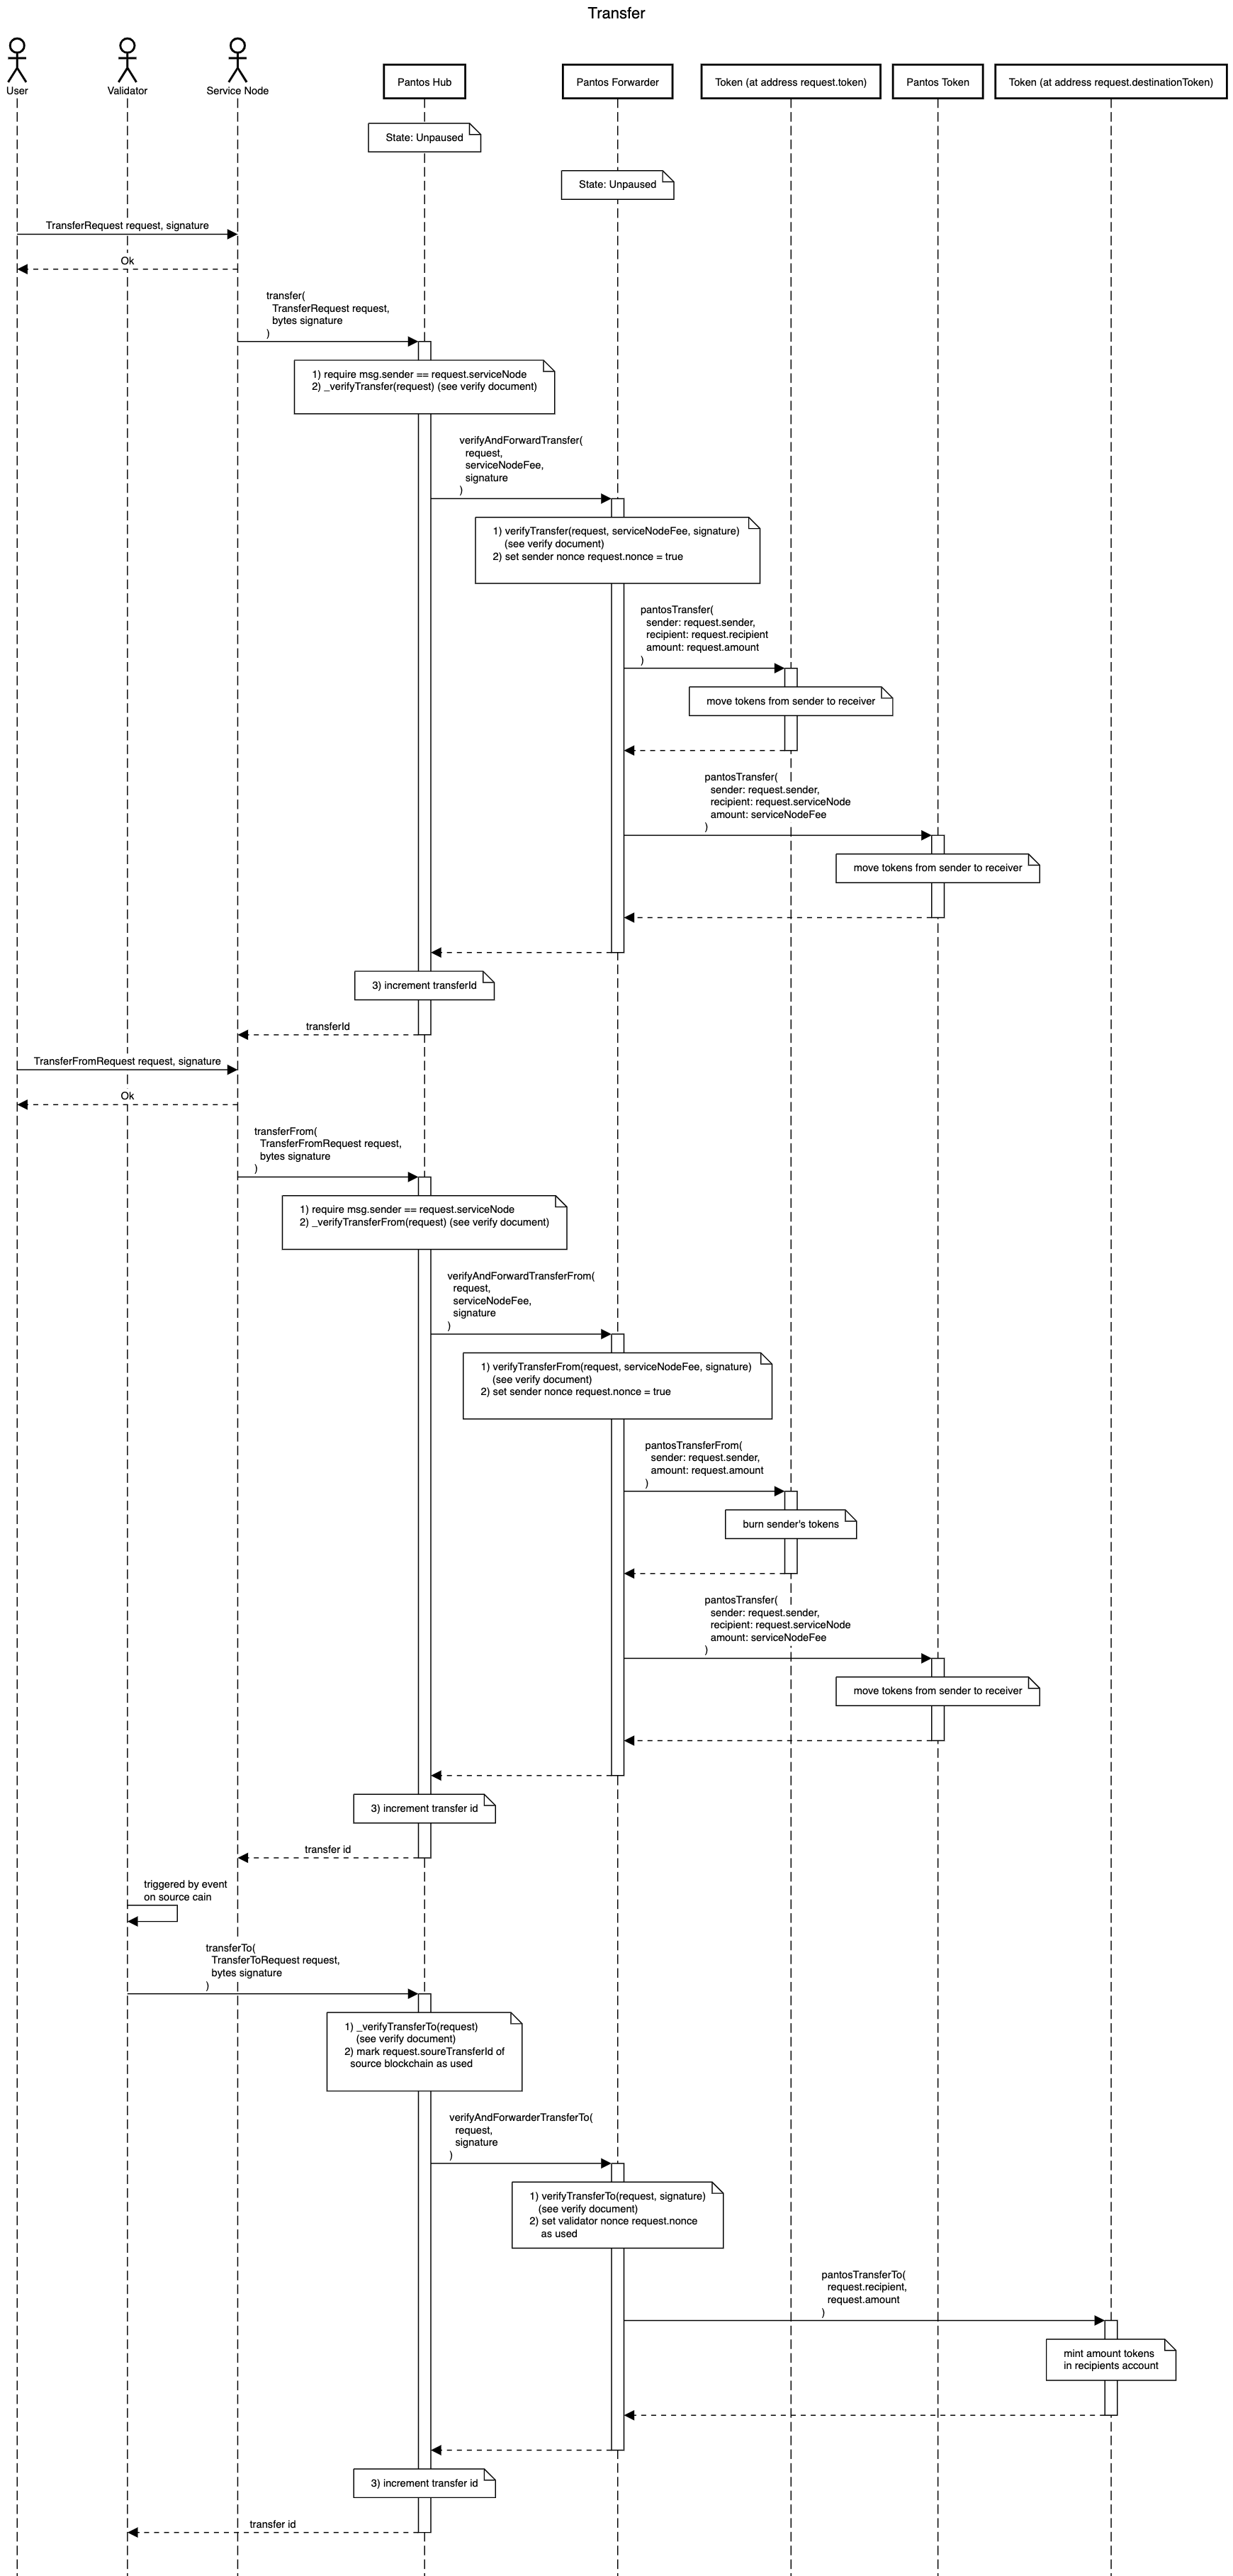 Transfer
User
Validator
Service Node
Pantos Hub
Pantos Forwarder
Token (at address request.token)
Pantos Token
Token (at address request.destinationToken)
State: Unpaused
State: Unpaused
TransferRequest request, signature
Ok
transfer(
TransferRequest request,
bytes signature
)
1) require msg.sender == request.serviceNode
2) _verifyTransfer(request) (see verify document)
verifyAndForwardTransfer(
request,
serviceNodeFee,
signature
)
1) verifyTransfer(request, serviceNodeFee, signature)
(see verify document)
2) set sender nonce request.nonce = true
pantosTransfer(
sender: request.sender,
recipient: request.recipient
amount: request.amount
)
move tokens from sender to receiver
pantosTransfer(
sender: request.sender,
recipient: request.serviceNode
amount: serviceNodeFee
)
move tokens from sender to receiver
3) increment transferId
transferId
TransferFromRequest request, signature
Ok
transferFrom(
TransferFromRequest request,
bytes signature
)
1) require msg.sender == request.serviceNode
2) _verifyTransferFrom(request) (see verify document)
verifyAndForwardTransferFrom(
request,
serviceNodeFee,
signature
)
1) verifyTransferFrom(request, serviceNodeFee, signature)
(see verify document)
2) set sender nonce request.nonce = true
pantosTransferFrom(
sender: request.sender,
amount: request.amount
)
burn sender's tokens
pantosTransfer(
sender: request.sender,
recipient: request.serviceNode
amount: serviceNodeFee
)
move tokens from sender to receiver
3) increment transfer id
transfer id
triggered by event
on source cain
transferTo(
TransferToRequest request,
bytes signature
)
1) _verifyTransferTo(request)
(see verify document)
2) mark request.soureTransferId of
source blockchain as used
verifyAndForwarderTransferTo(
request,
signature
)
1) verifyTransferTo(request, signature)
(see verify document)
2) set validator nonce request.nonce
as used
pantosTransferTo(
request.recipient,
request.amount
)
mint amount tokens
in recipients account
3) increment transfer id
transfer id